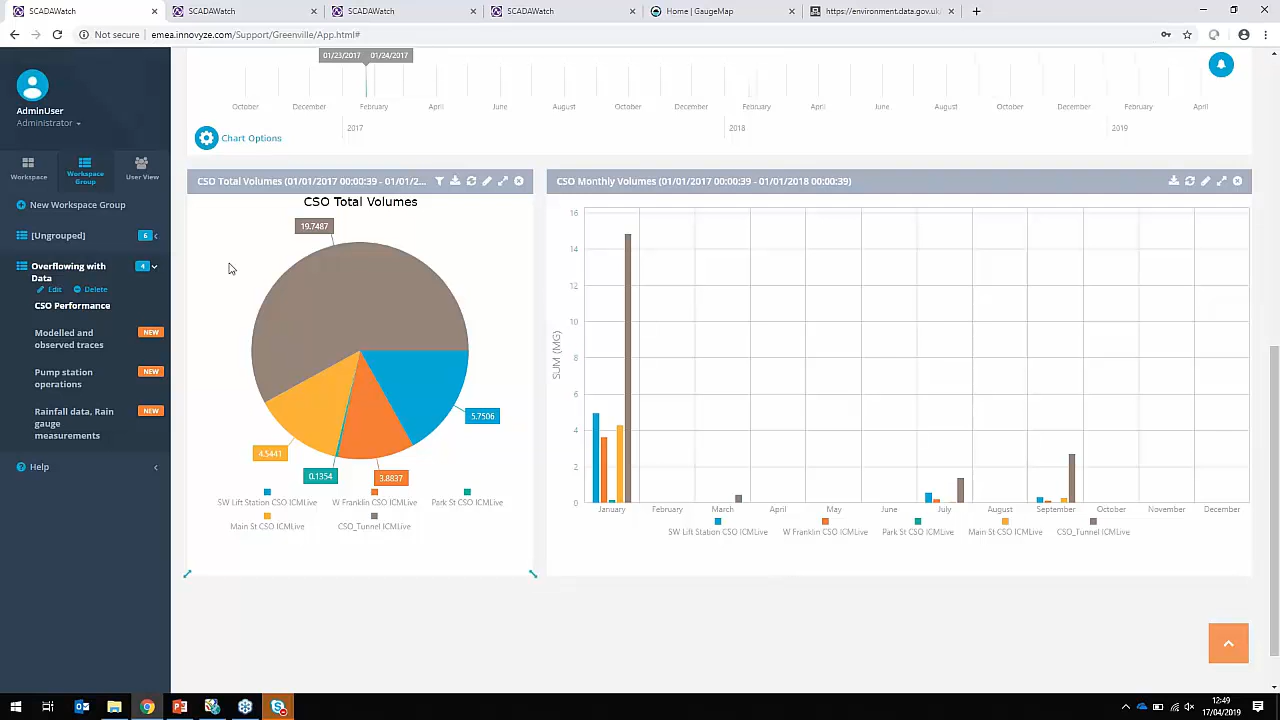 SCADAWatch
SCADAWatch
SCADAWatch
SCADAWatch
Home | GaugeMap
https://environment.data.gov.uk/
Not secure | emea.innovyze.com/Support/Greenville/App.html#
AdminUser
Administrator
Workspace
Workspace
Group
User View
New Workspace Group
[Ungrouped] 6
Overflowing with
Data
4
Edit Delete
CSO Performance
Modelled and
observed traces
NEW
Pump station
operations
NEW
Rainfall data, Rain
gauge
measurements
NEW
Help
01/23/2017 01/24/2017
October December February April June August October December February April June August October December February April
2017 2018 2019
Chart Options
CSO Total Volumes (01/01/2017 00:00:39 - 01/01/2...
CSO Total Volumes
19.7487
5.7506
4.5441
0.1354
3.8837
SW Lift Station CSO ICMLive W Franklin CSO ICMLive Park St CSO ICMLive
Main St CSO ICMLive CSO_Tunnel ICMLive
CSO Monthly Volumes (01/01/2017 00:00:39 - 01/01/2018 00:00:39)
SUM (MG)
16
14
12
10
8
6
4
2
0
January February March April May June July August September October November December
SW Lift Station CSO ICMLive W Franklin CSO ICMLive Park St CSO ICMLive Main St CSO ICMLive CSO_Tunnel ICMLive
12:49
17/04/2019